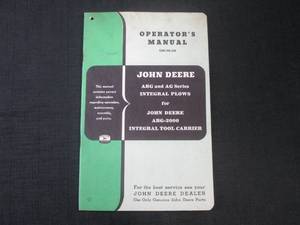 OPERATOR'S
MANUAL
JOHN DEERE
and AG Series
INTEGRAL PLOWS
for
JOHN DEERE
2000
INTEGRAL TOOL CARRIER
This manual
contains
information
regarding operation,
maintenance,
assembly,
and parts.
For the best service see your
JOHN DEERE DEALER
Use Only Genuine John Deere Parts